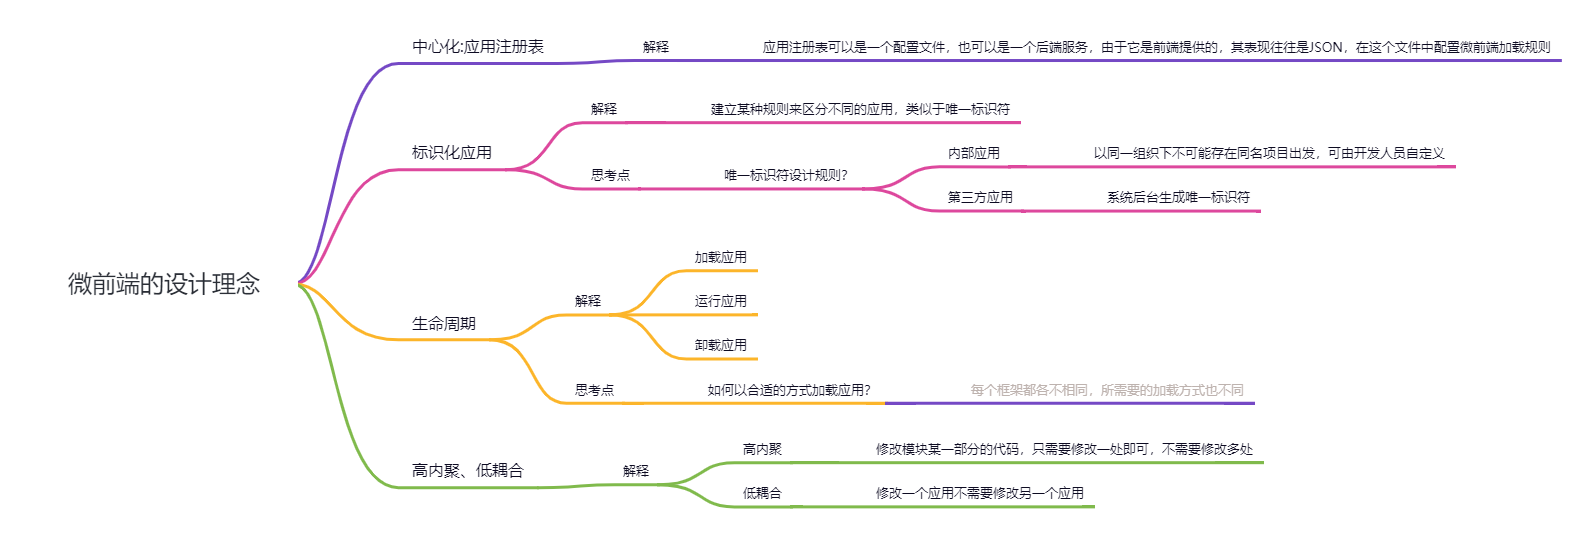 微前端的设计理念
中心化:应用注册表
解释
应用注册表可以是一个配置文件，也可以是一个后端服务，由于它是前端提供的，其表现往往是JSON，在这个文件中配置微前端加载规则
标识化应用
解释
建立某种规则来区分不同的应用，类似于唯一标识符
思考点
唯一标识符设计规则？
内部应用
以同一组织下不可能存在同名项目出发，可由开发人员自定义
第三方应用
系统后台生成唯一标识符
生命周期
解释
加载应用
运行应用
卸载应用
思考点
如何以合适的方式加载应用？
每个框架都各不相同，所需要的加载方式也不同
高内聚、低耦合
解释
高内聚
修改模块某一部分的代码，只需要修改一处即可，不需要修改多处
低耦合
修改一个应用不需要修改另一个应用